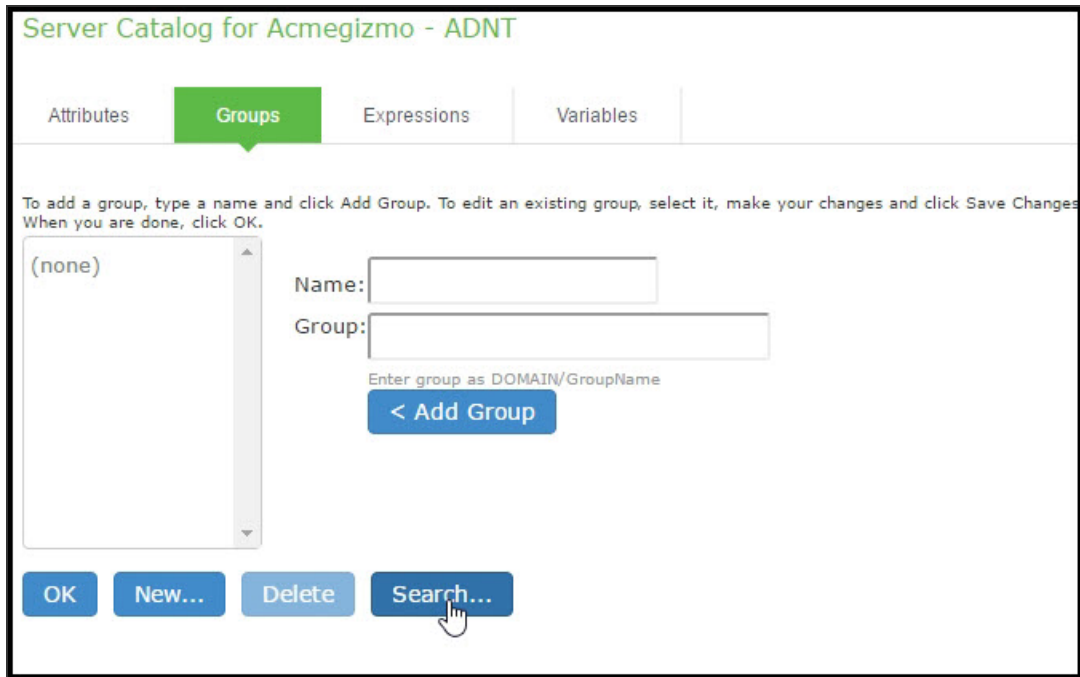 Server Catalog for Acmegizmo - ADNT
Attributes Groups Expressions Variables
To add a group, type a name and click Add Group. To edit an existing group, select it, make your changes and click Save Changes
When you are done, click OK.
(none)
Name:
Group:
Enter group as DOMAIN/GroupName
< Add Group
OK New... Delete Search...